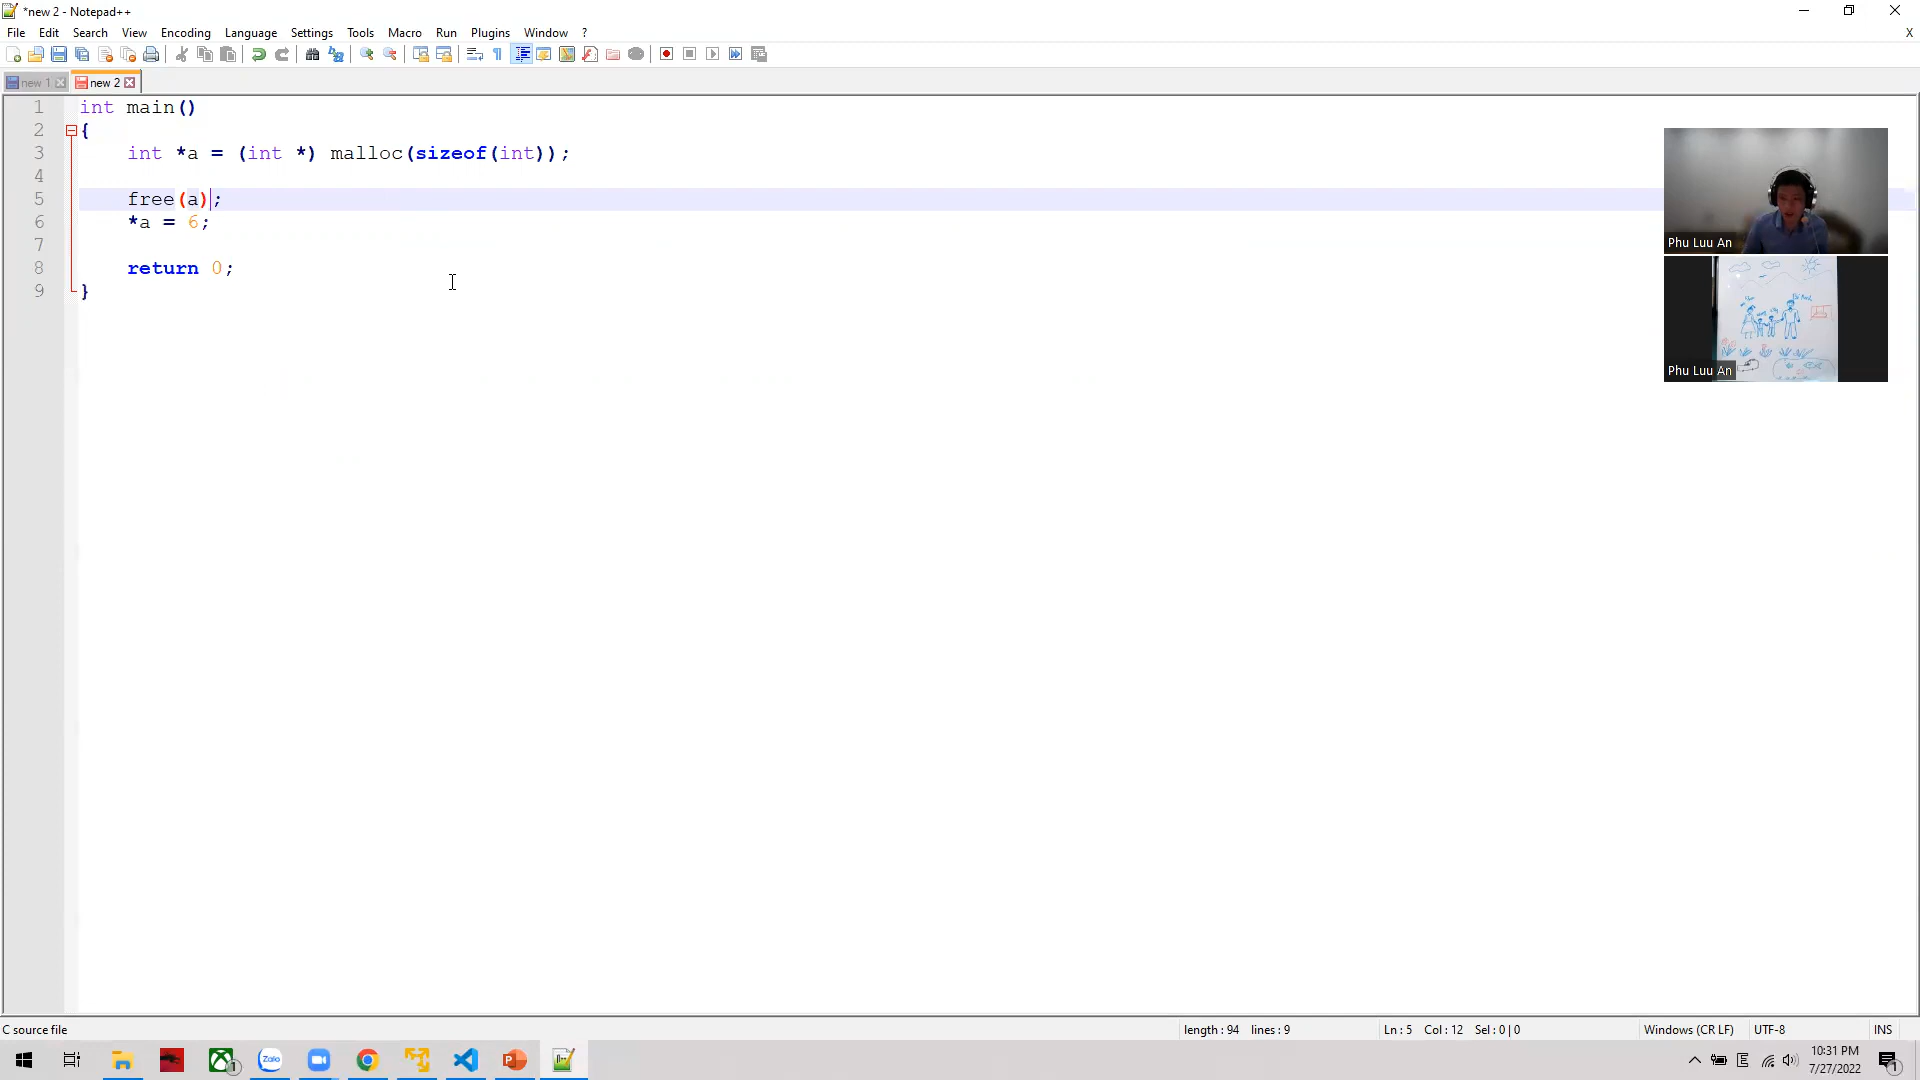 *new 2 - Notepad++
File Edit Search View Encoding Language Settings Tools Macro Run Plugins Window ? X
new 1 new 2
1 int main()
2 {
3 int *a = (int *) malloc(sizeof(int));
4
5 free(a);
6 *a = 6;
7
8 return 0;
9 }
Phu Luu An
Phu Luu An
C source file length : 94 lines : 9 Ln : 5 Col : 12 Sel : 0 | 0 Windows (CR LF) UTF-8 INS
Zalo
10:31 PM
7/27/2022